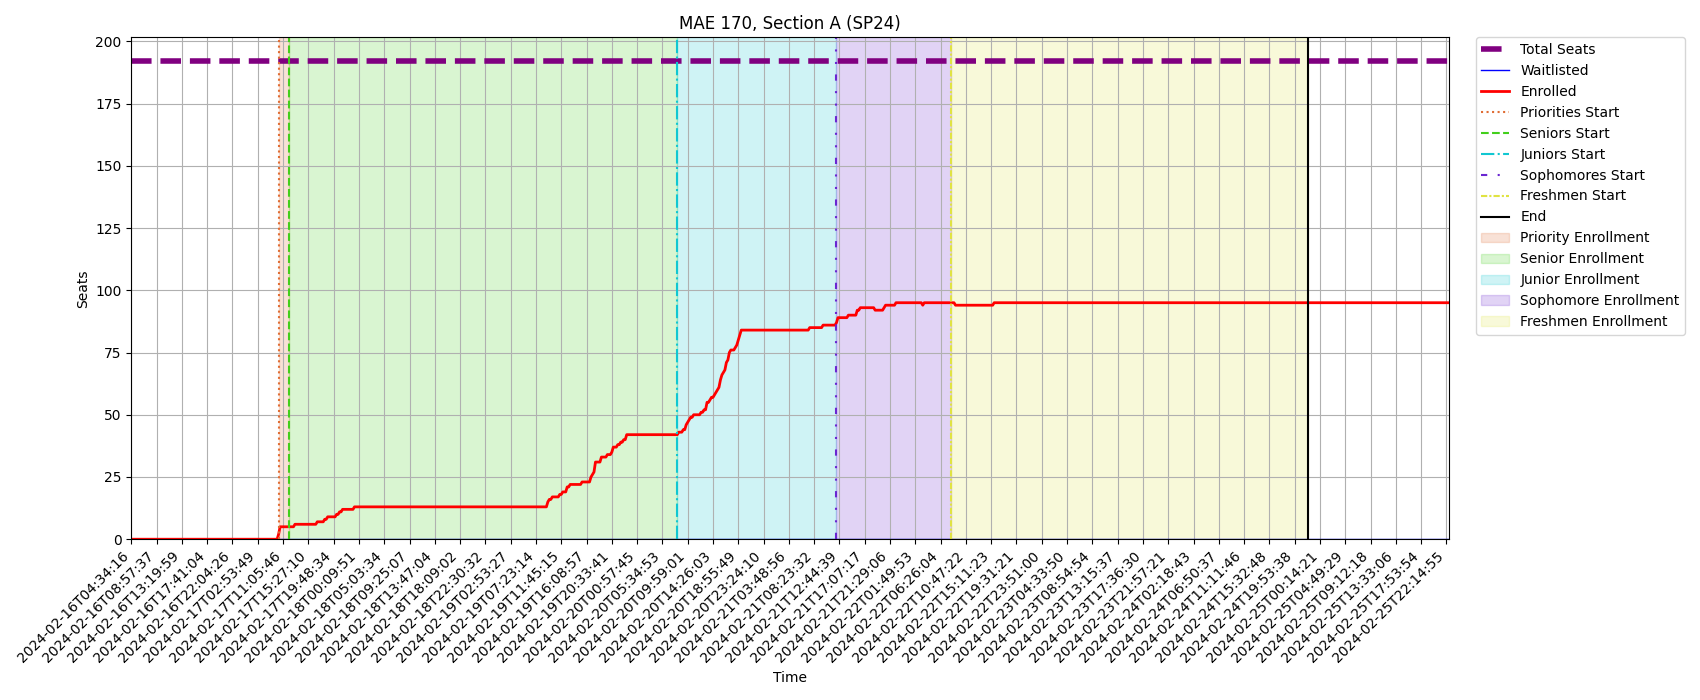 MAE 170, Section A (SP24)
200
175
150
125
100
75
50
25
0
Seats
2024-02-16T04:34:16
2024-02-16T08:57:37
2024-02-16T13:19:59
2024-02-16T17:41:04
2024-02-16T22:04:26
2024-02-17T02:53:49
2024-02-17T11:05:46
2024-02-17T15:27:10
2024-02-17T19:48:34
2024-02-18T00:09:51
2024-02-18T05:03:34
2024-02-18T09:25:07
2024-02-18T13:47:04
2024-02-18T18:09:02
2024-02-18T22:30:32
2024-02-19T02:53:27
2024-02-19T07:23:14
2024-02-19T11:45:15
2024-02-19T16:08:57
2024-02-19T20:33:41
2024-02-20T00:57:45
2024-02-20T05:34:53
2024-02-20T09:59:01
2024-02-20T14:26:03
2024-02-20T18:55:49
2024-02-20T23:24:10
2024-02-21T03:48:56
2024-02-21T08:23:32
2024-02-21T12:44:39
2024-02-21T17:07:17
2024-02-21T21:29:06
2024-02-22T01:49:53
2024-02-22T06:26:04
2024-02-22T10:47:22
2024-02-22T15:11:23
2024-02-22T19:31:21
2024-02-22T23:51:00
2024-02-23T04:33:50
2024-02-23T08:54:54
2024-02-23T13:15:37
2024-02-23T17:36:30
2024-02-23T21:57:21
2024-02-24T02:18:43
2024-02-24T06:50:37
2024-02-24T11:11:46
2024-02-24T15:32:48
2024-02-24T19:53:38
2024-02-25T00:14:21
2024-02-25T04:49:29
2024-02-25T09:12:18
2024-02-25T13:33:06
2024-02-25T17:53:54
2024-02-25T22:14:55
Time
Total Seats
Waitlisted
Enrolled
Priorities Start
Seniors Start
Juniors Start
Sophomores Start
Freshmen Start
End
Priority Enrollment
Senior Enrollment
Junior Enrollment
Sophomore Enrollment
Freshmen Enrollment